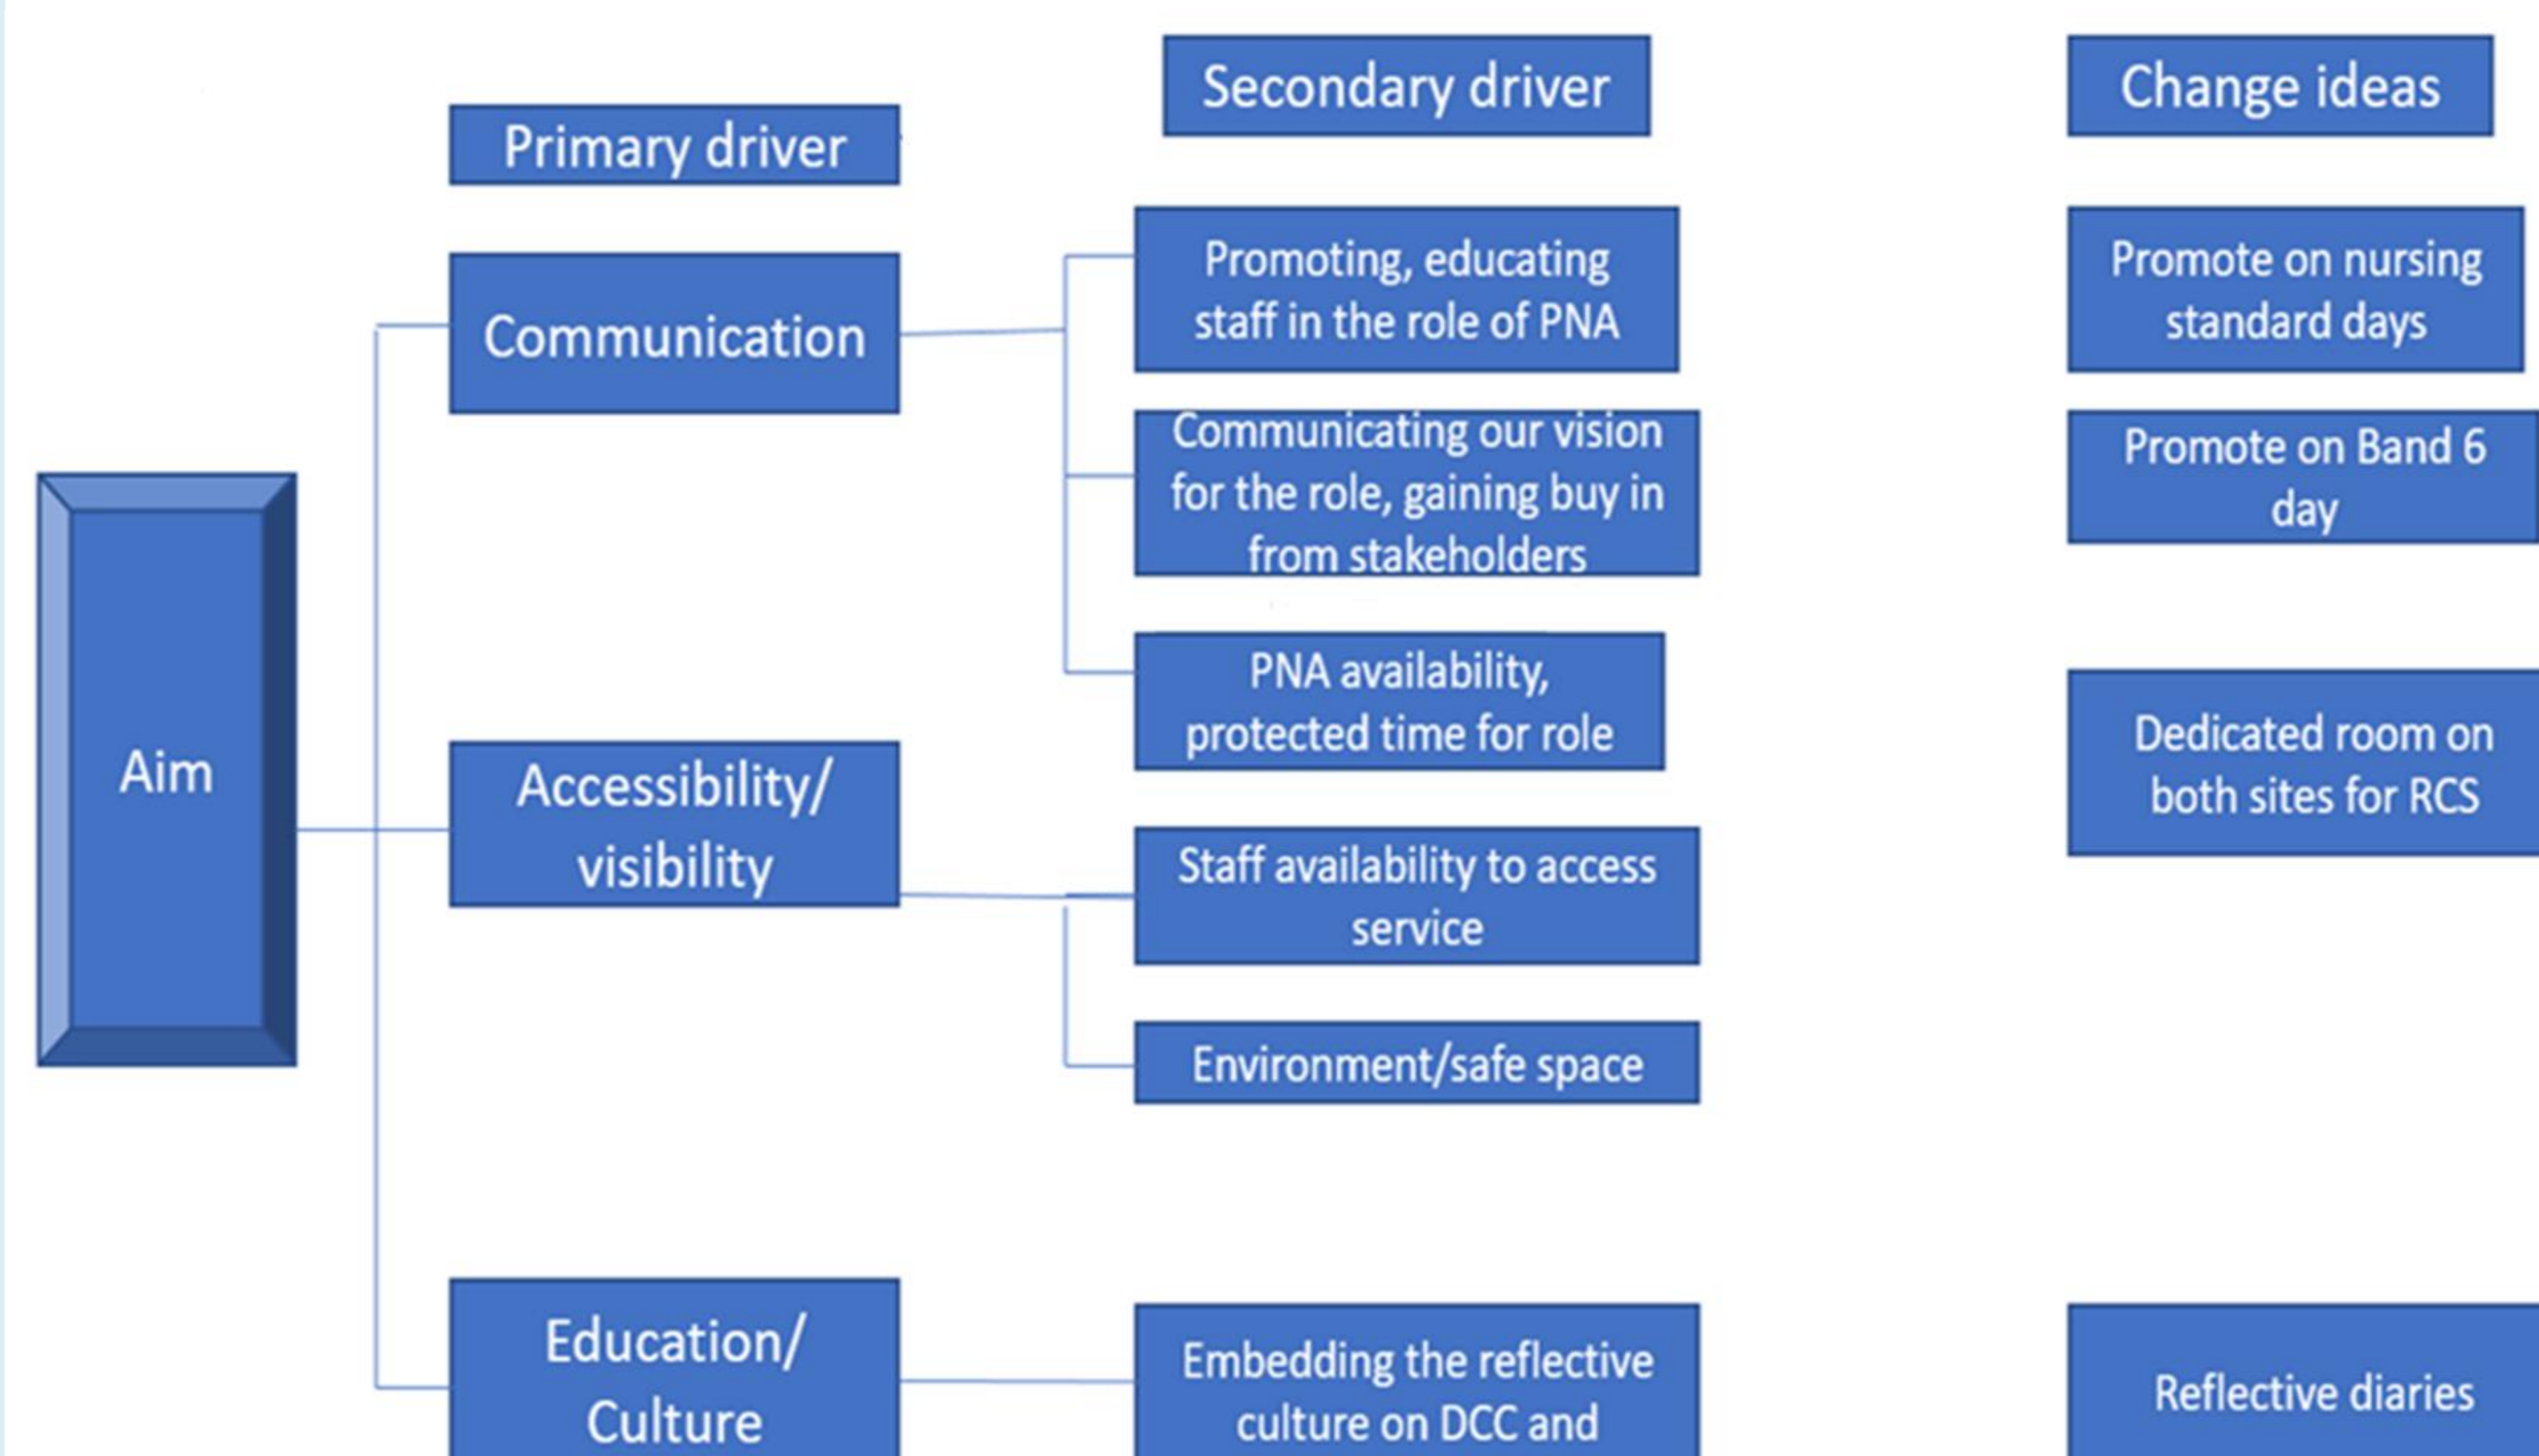 Secondary driver
Change ideas
Primary driver
Promoting, educating
staff in the role of PNA
Promote on nursing
standard days
Communication
Communicating our vision
for the role, gaining buy in
from stakeholders
Promote on Band 6
day
Aim
PNA availability,
protected time for role
Dedicated room on
both sites for RCS
Accessibility/
visibility
Staff availability to access
service
Environment/safe space
Education/
Culture
Embedding the reflective
culture on DCC and
Reflective diaries